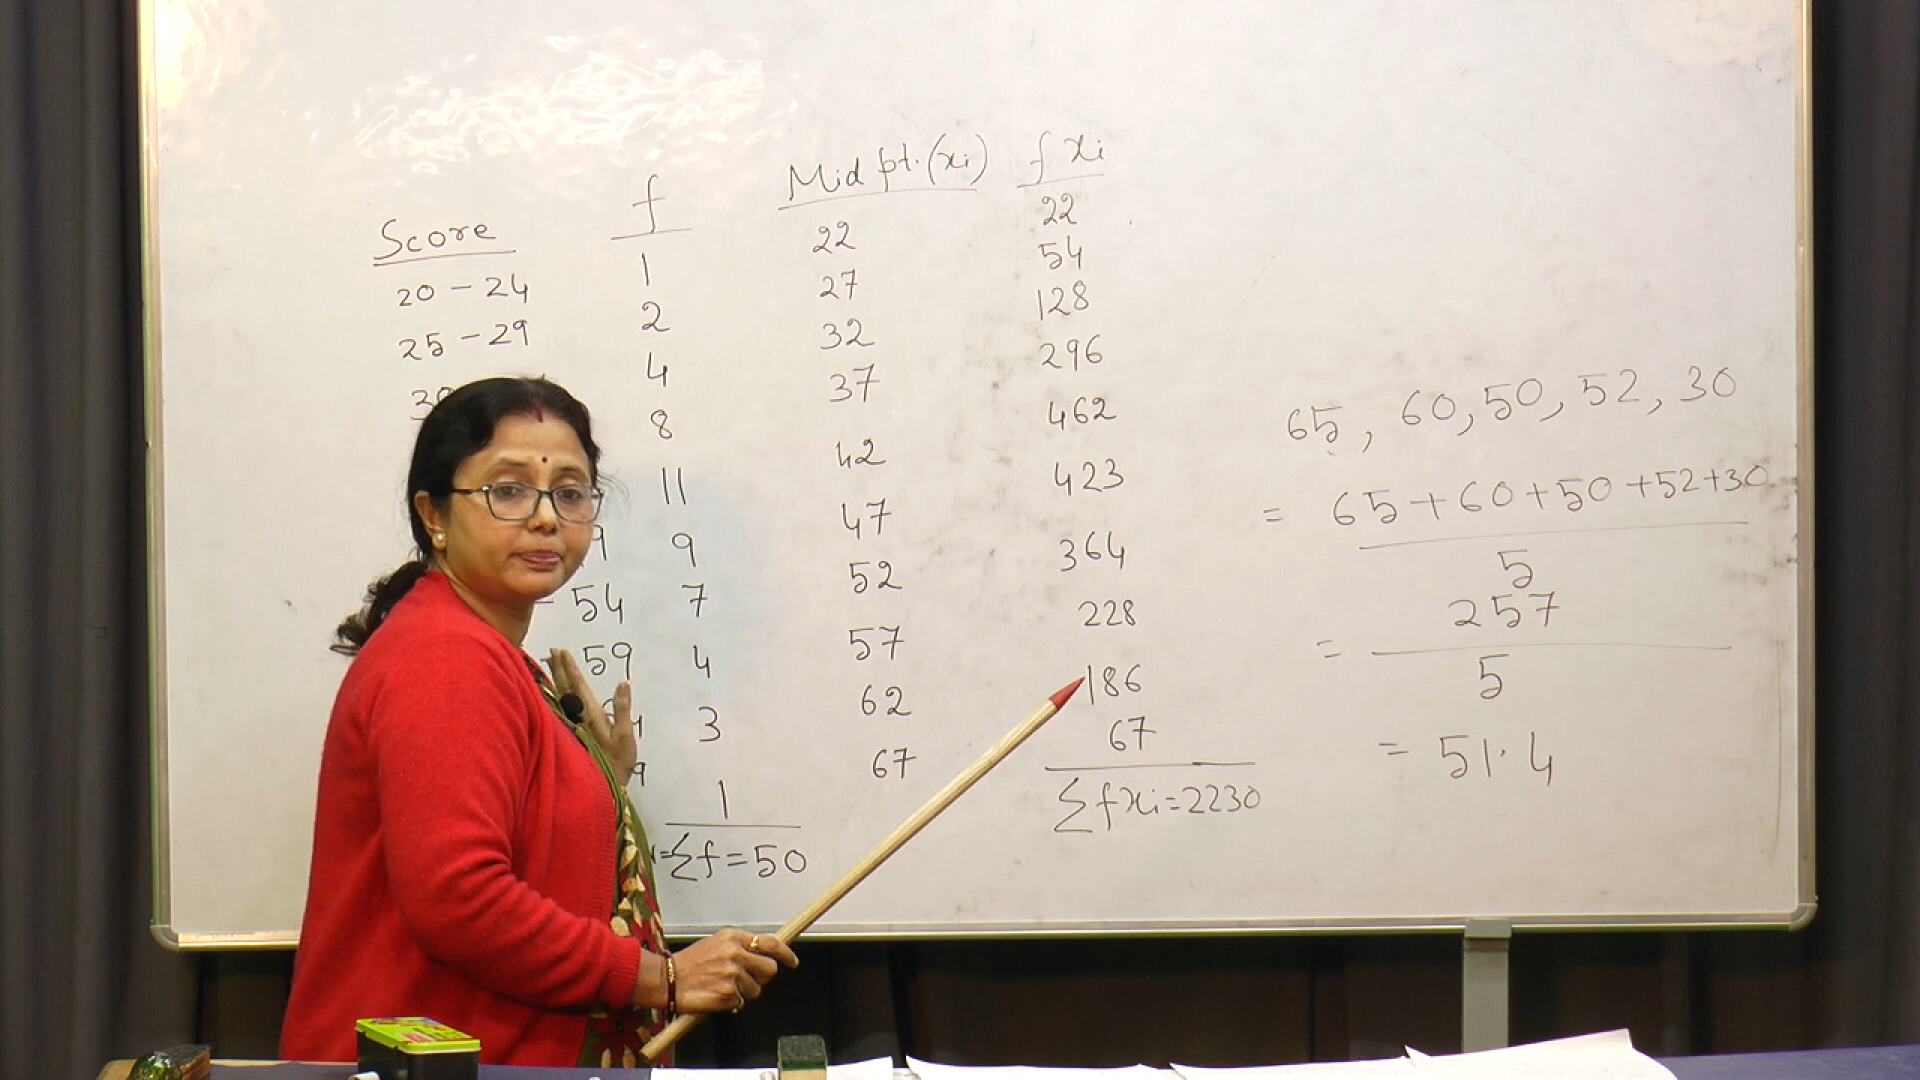 Score f Mid pt. (xi) f xi
20 - 24 1 22 22
25 - 29 2 27 54
4 32 128
8 37 296
11 42 462
9 47 423
- 54 7 52 364
59 4 57 228
3 62 186
9 1 67 67
=Σf = 50 Σfxi = 2230
65, 60, 50, 52, 30
= 65 + 60 + 50 + 52 + 30
5
= 257
5
= 51.4